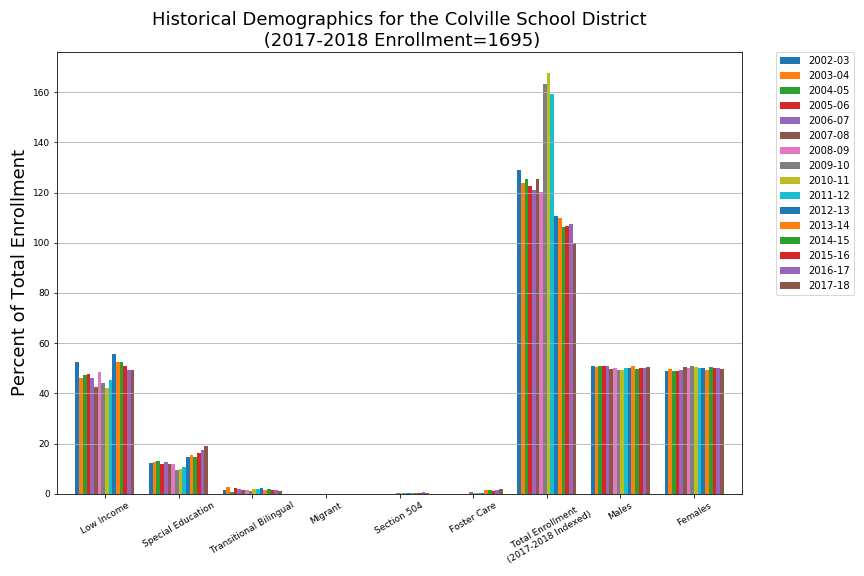 Historical Demographics for the Colville School District
(2017-2018 Enrollment=1695)
Percent of Total Enrollment
160
140
120
100
80
60
40
20
0
Low Income
Special Education
Transitional Bilingual
Migrant
Section 504
Foster Care
Total Enrollment
(2017-2018 Indexed)
Males
Females
2002-03
2003-04
2004-05
2005-06
2006-07
2007-08
2008-09
2009-10
2010-11
2011-12
2012-13
2013-14
2014-15
2015-16
2016-17
2017-18